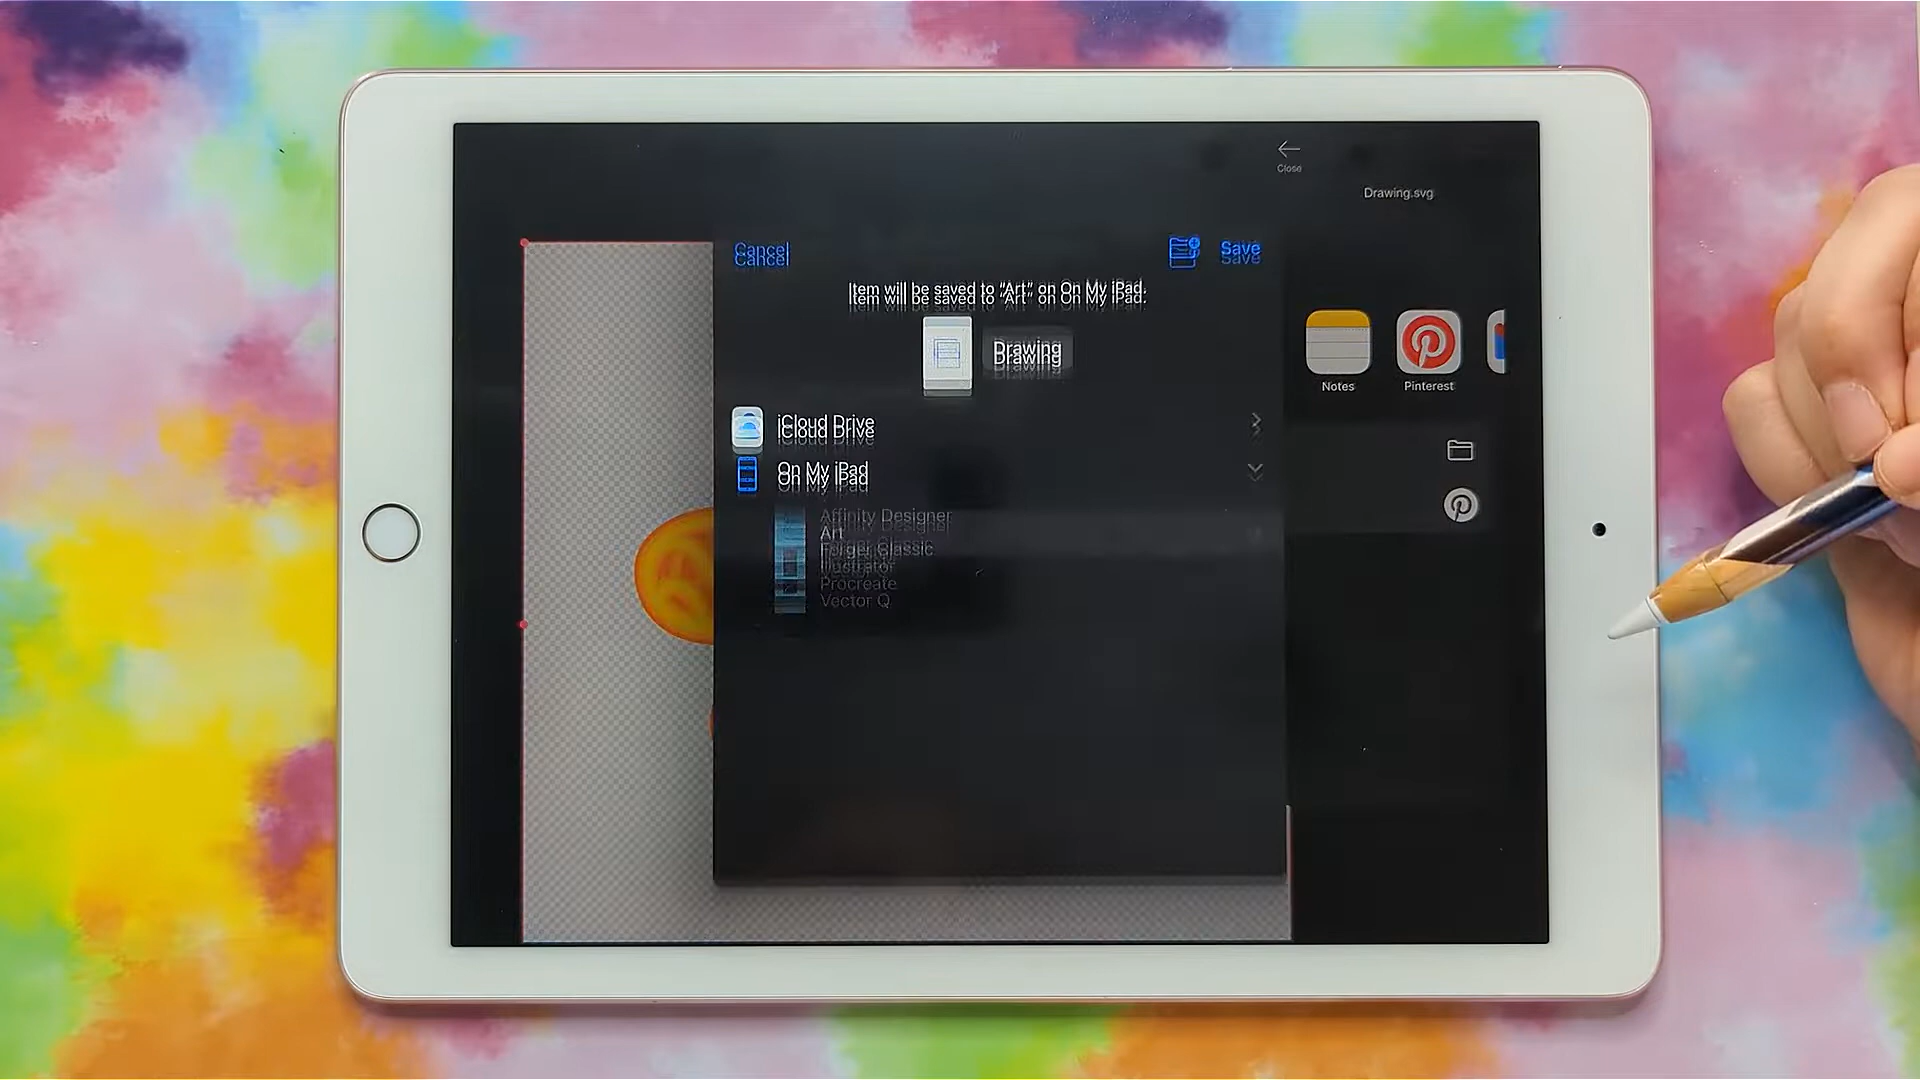 Close
Drawing.svg
Cancel
Save
Item will be saved to “Art” on On My iPad.
Drawing
Notes
Pinterest
iCloud Drive
On My iPad
Affinity Designer
Art
Forger Classic
Illustrator
Procreate
Vector Q